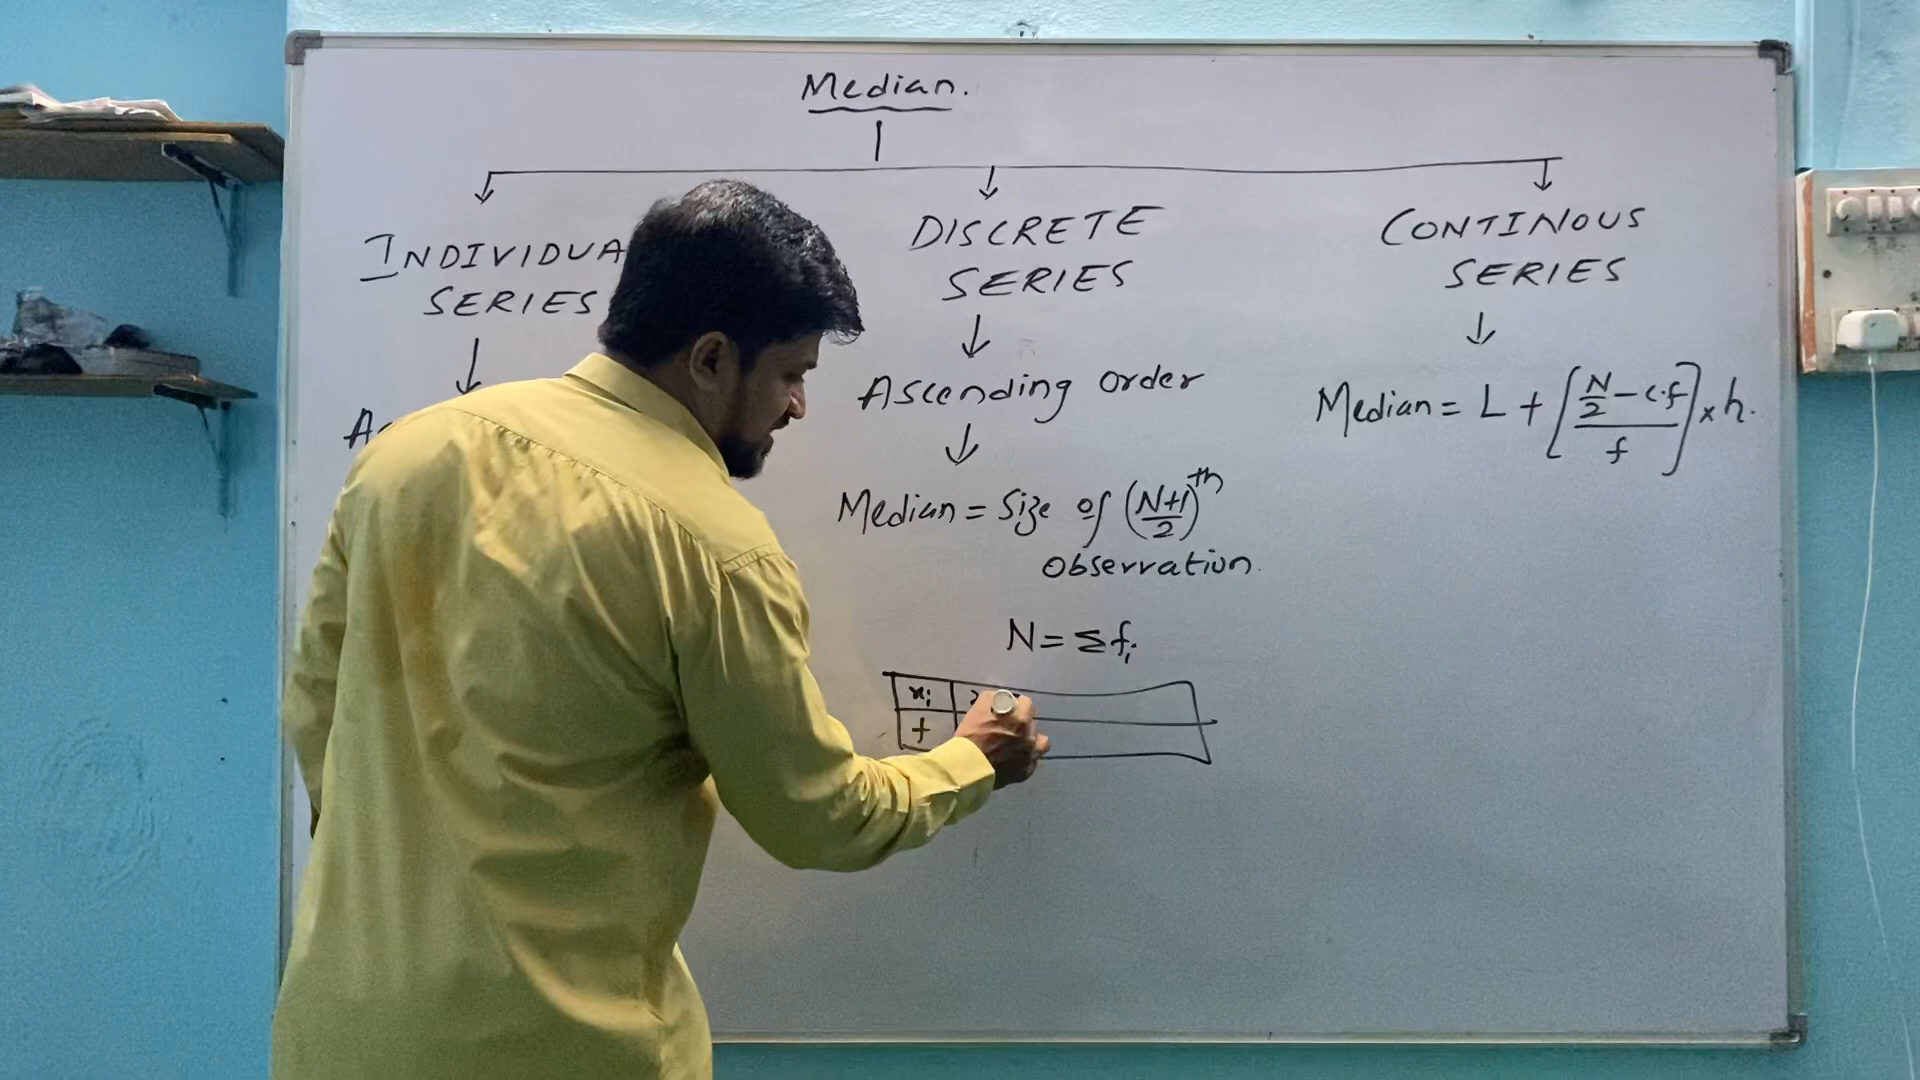 Median.
INDIVIDUA
SERIES
DISCRETE
SERIES
Ascending order
Median = Size of (N+1/2)th
observation.
N = Σfi
xi
f
CONTINOUS
SERIES
Median = L + [N/2 - c.f / f] x h.